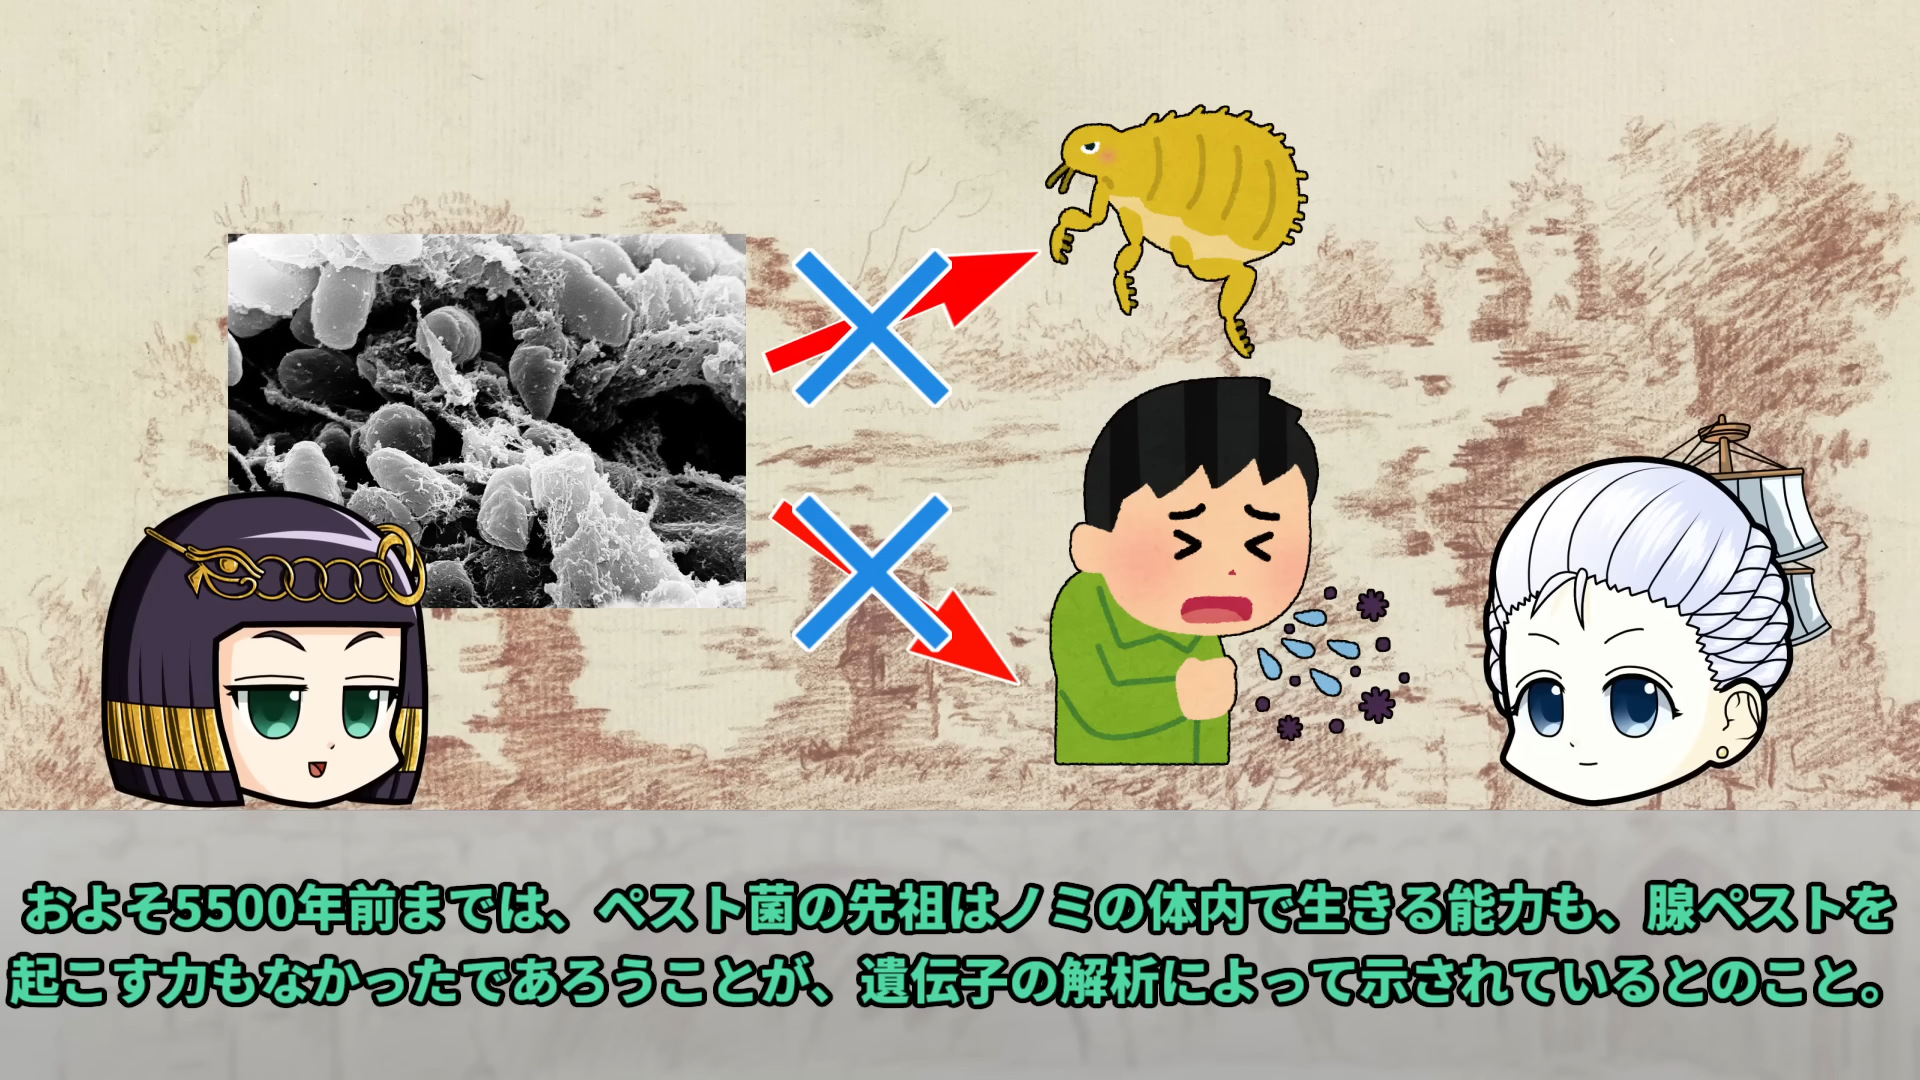 およそ5500年前までは、ペスト菌の先祖はノミの体内で生きる能力も、腺ペストを
起こす力もなかったであろうことが、遺伝子の解析によって示されているとのこと。